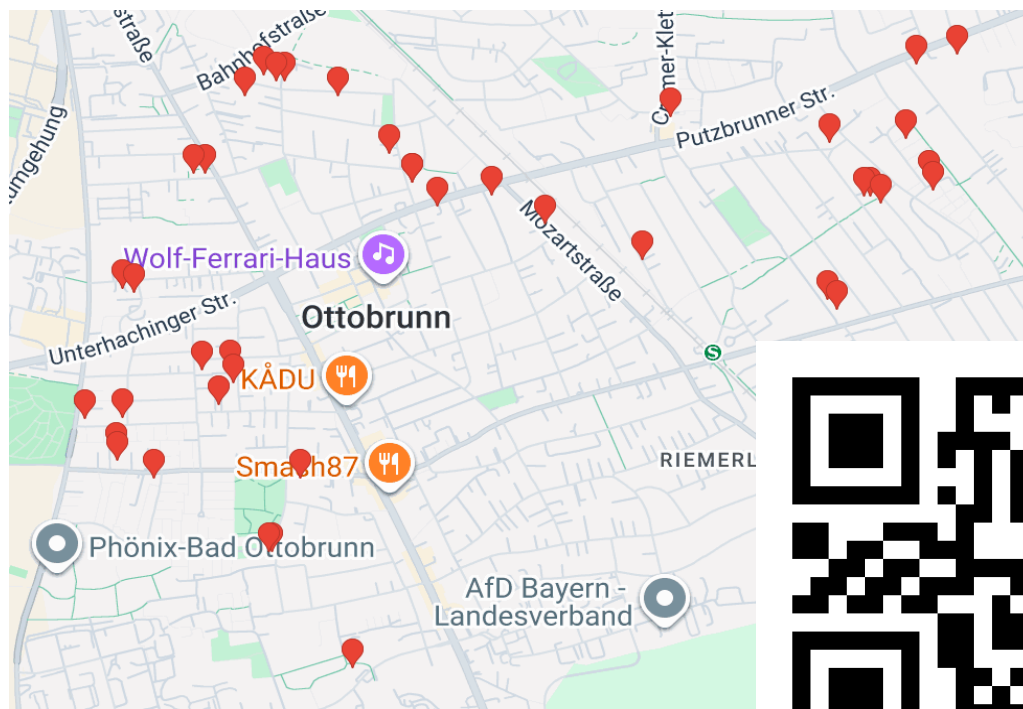 straße
Bahnhofstraße
umgehung
Putzbrunner Str.
Mozartstraße
Wolf-Ferrari-Haus
Ottobrunn
Unterhachinger Str.
KÅDU
S
Smash87
RIEMERL
Phönix-Bad Ottobrunn
AfD Bayern -
Landesverband